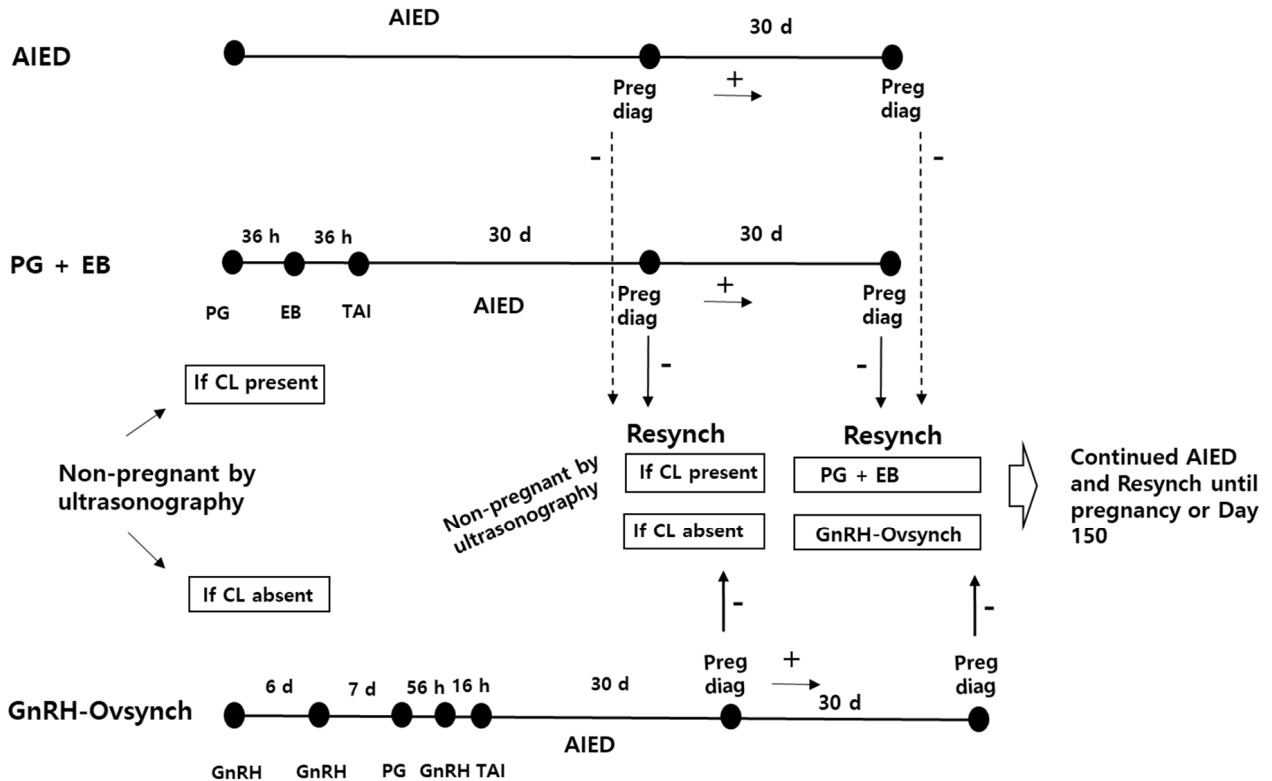 AIED
30 d
AIED
Preg
diag
+
Preg
diag
-
-
36 h
36 h
30 d
30 d
PG + EB
PG
EB
TAI
AIED
Preg
diag
+
Preg
diag
-
-
If CL present
Non-pregnant by
ultrasonography
If CL absent
Resynch
Resynch
Non-pregnant by
ultrasonography
If CL present
PG + EB
If CL absent
GnRH-Ovsynch
Continued AIED
and Resynch until
pregnancy or Day
150
-
-
6 d
7 d
56 h
16 h
30 d
Preg
diag
+
30 d
Preg
diag
GnRH-Ovsynch
AIED
GnRH
GnRH
PG
GnRH
TAI